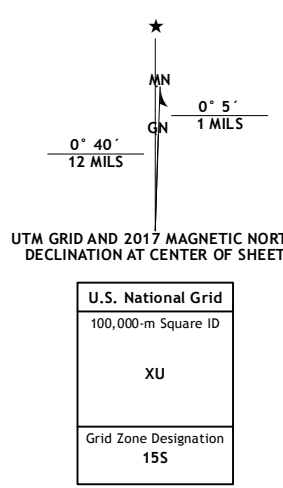 ★
MN
0° 5´
1 MILS
GN
0° 40´
12 MILS
UTM GRID AND 2017 MAGNETIC NORT
DECLINATION AT CENTER OF SHEET
U.S. National Grid
100,000-m Square ID
XU
Grid Zone Designation
15S